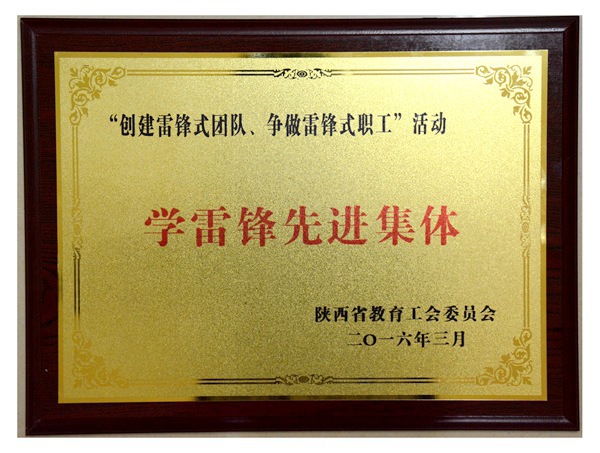 “创建雷锋式团队、争做雷锋式职工”活动
学雷锋先进集体
陕西省教育工会委员会
二〇一六年三月